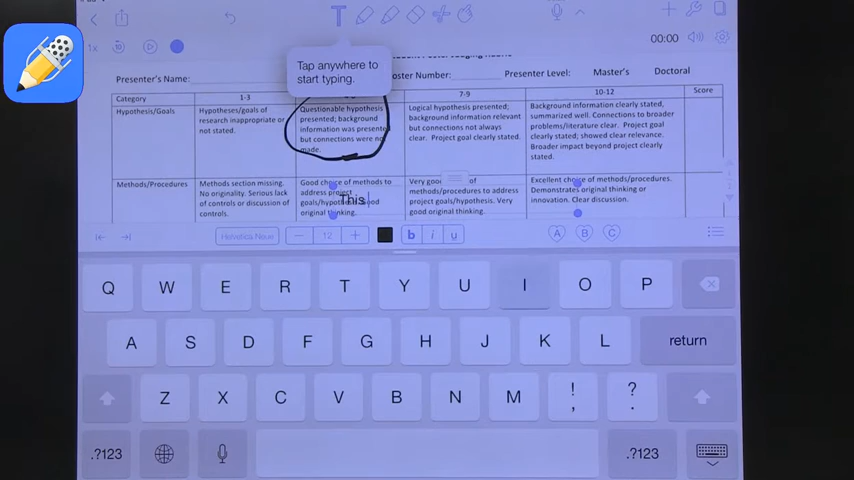 1x
10
00:00
Tap anywhere to
start typing.
Presenter's Name:
Poster Number:
Presenter Level:
Master's
Doctoral
Category
1-3
7-9
10-12
Score
Hypothesis/Goals
Hypotheses/goals of
research inappropriate or
not stated.
Questionable hypothesis
presented; background
information was presented
but connections were not
made.
Logical hypothesis presented;
background information relevant
but connections not always
clear. Project goal clearly stated.
Background information clearly stated,
summarized well. Connections to broader
problems/literature clear. Project goal
clearly stated; showed clear relevance.
Broader impact beyond project clearly
stated.
Methods/Procedures
Methods section missing.
No originality. Serious lack
of controls or discussion of
controls.
Good choice of methods to
address project
goals/hypothesis. Good
original thinking.
This
Very good of
methods/procedures to address
project goals/hypothesis. Very
good original thinking.
Excellent choice of methods/procedures.
Demonstrates original thinking or
innovation. Clear discussion.
Helvetica Neue
12
b i u
A B C
Q W E R T Y U I O P
A S D F G H J K L return
Z X C V B N M ! , ? .
.?123
.?123